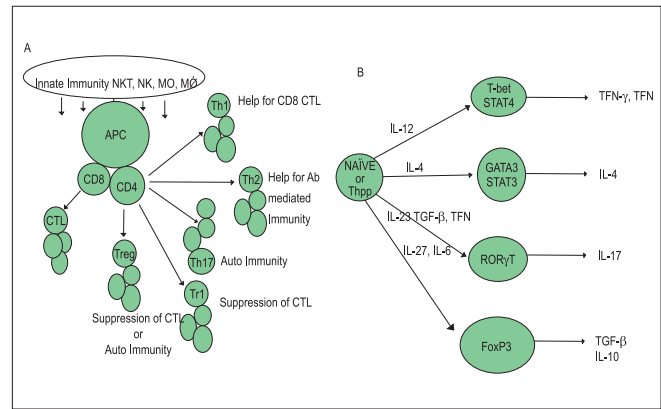 A
Innate Immunity NKT, NK, MO, MØ
APC
CD8
CD4
CTL
Treg
Suppression of CTL
or
Auto Immunity
Th1
Help for CD8 CTL
Th2
Help for Ab
mediated
Immunity
Th17
Auto Immunity
Tr1
Suppression of CTL
B
NAÏVE
or
Thpp
IL-12
T-bet
STAT4
TFN-γ, TFN
IL-4
GATA3
STAT3
IL-4
IL-23 TGF-β, TFN
RORγT
IL-17
IL-27, IL-6
FoxP3
TGF-β
IL-10